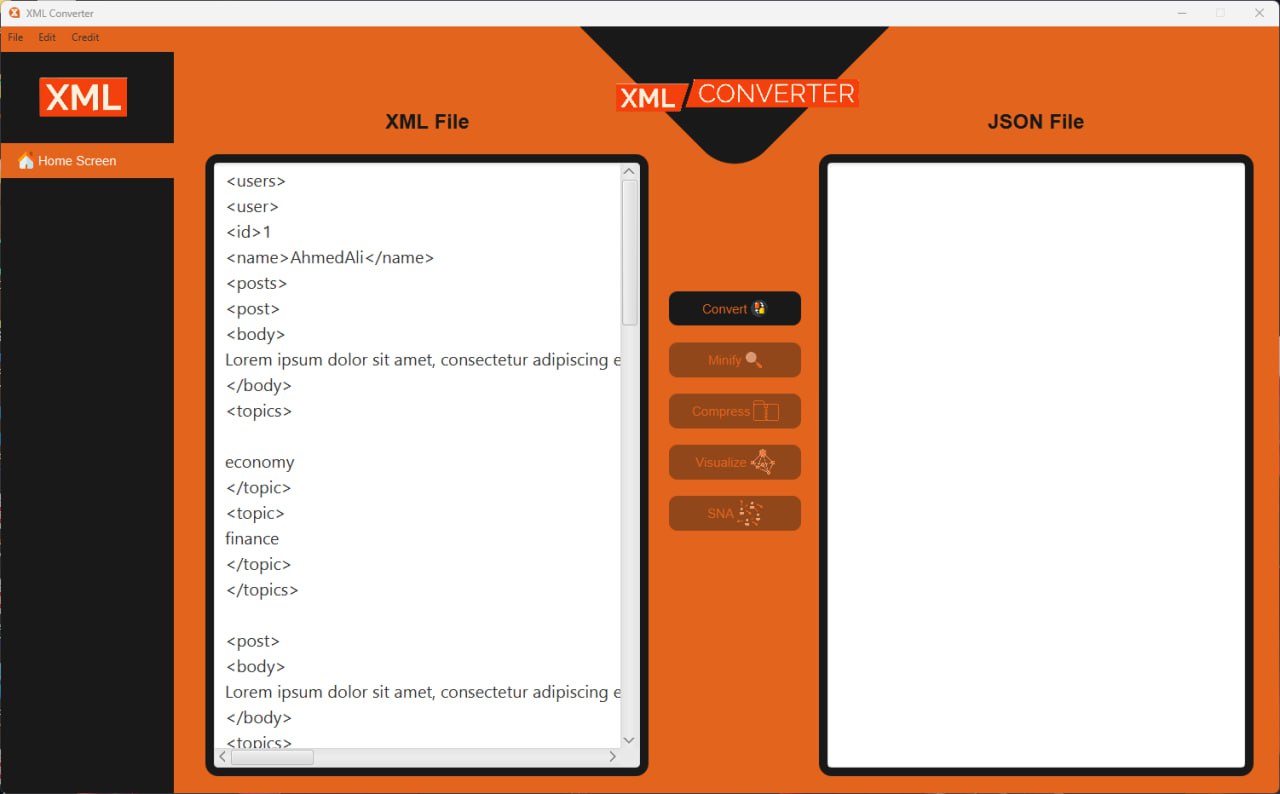 XML Converter
File Edit Credit
XML
XML/CONVERTER
Home Screen
XML File
<users>
<user>
<id>1
<name>AhmedAli</name>
<posts>
<post>
<body>
Lorem ipsum dolor sit amet, consectetur adipiscing e
</body>
<topics>
economy
</topic>
<topic>
finance
</topic>
</topics>
<post>
<body>
Lorem ipsum dolor sit amet, consectetur adipiscing e
</body>
<topics>
Convert
Minify
Compress
Visualize
SNA
JSON File